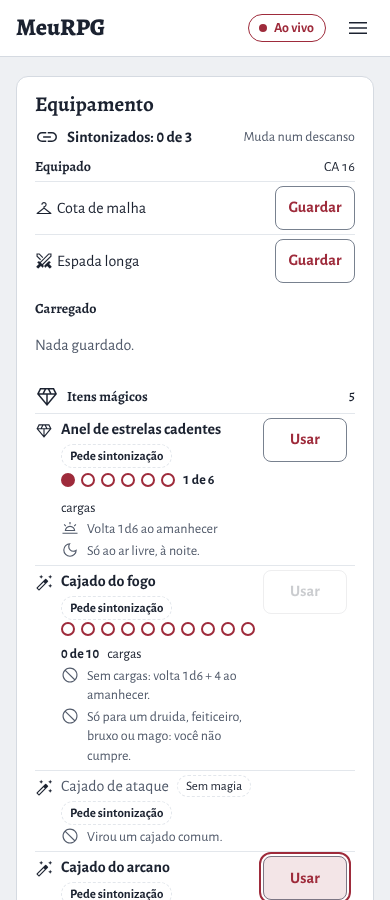 MeuRPG
Ao vivo
Equipamento
Sintonizados: 0 de 3
Muda num descanso
Equipado
CA 16
Cota de malha
Guardar
Espada longa
Guardar
Carregado
Nada guardado.
Itens mágicos
5
Anel de estrelas cadentes
Usar
Pede sintonização
1 de 6
cargas
Volta 1d6 ao amanhecer
Só ao ar livre, à noite.
Cajado do fogo
Usar
Pede sintonização
0 de 10 cargas
Sem cargas: volta 1d6 + 4 ao
amanhecer.
Só para um druida, feiticeiro,
bruxo ou mago: você não
cumpre.
Cajado de ataque
Sem magia
Pede sintonização
Virou um cajado comum.
Cajado do arcano
Usar
Pede sintonização